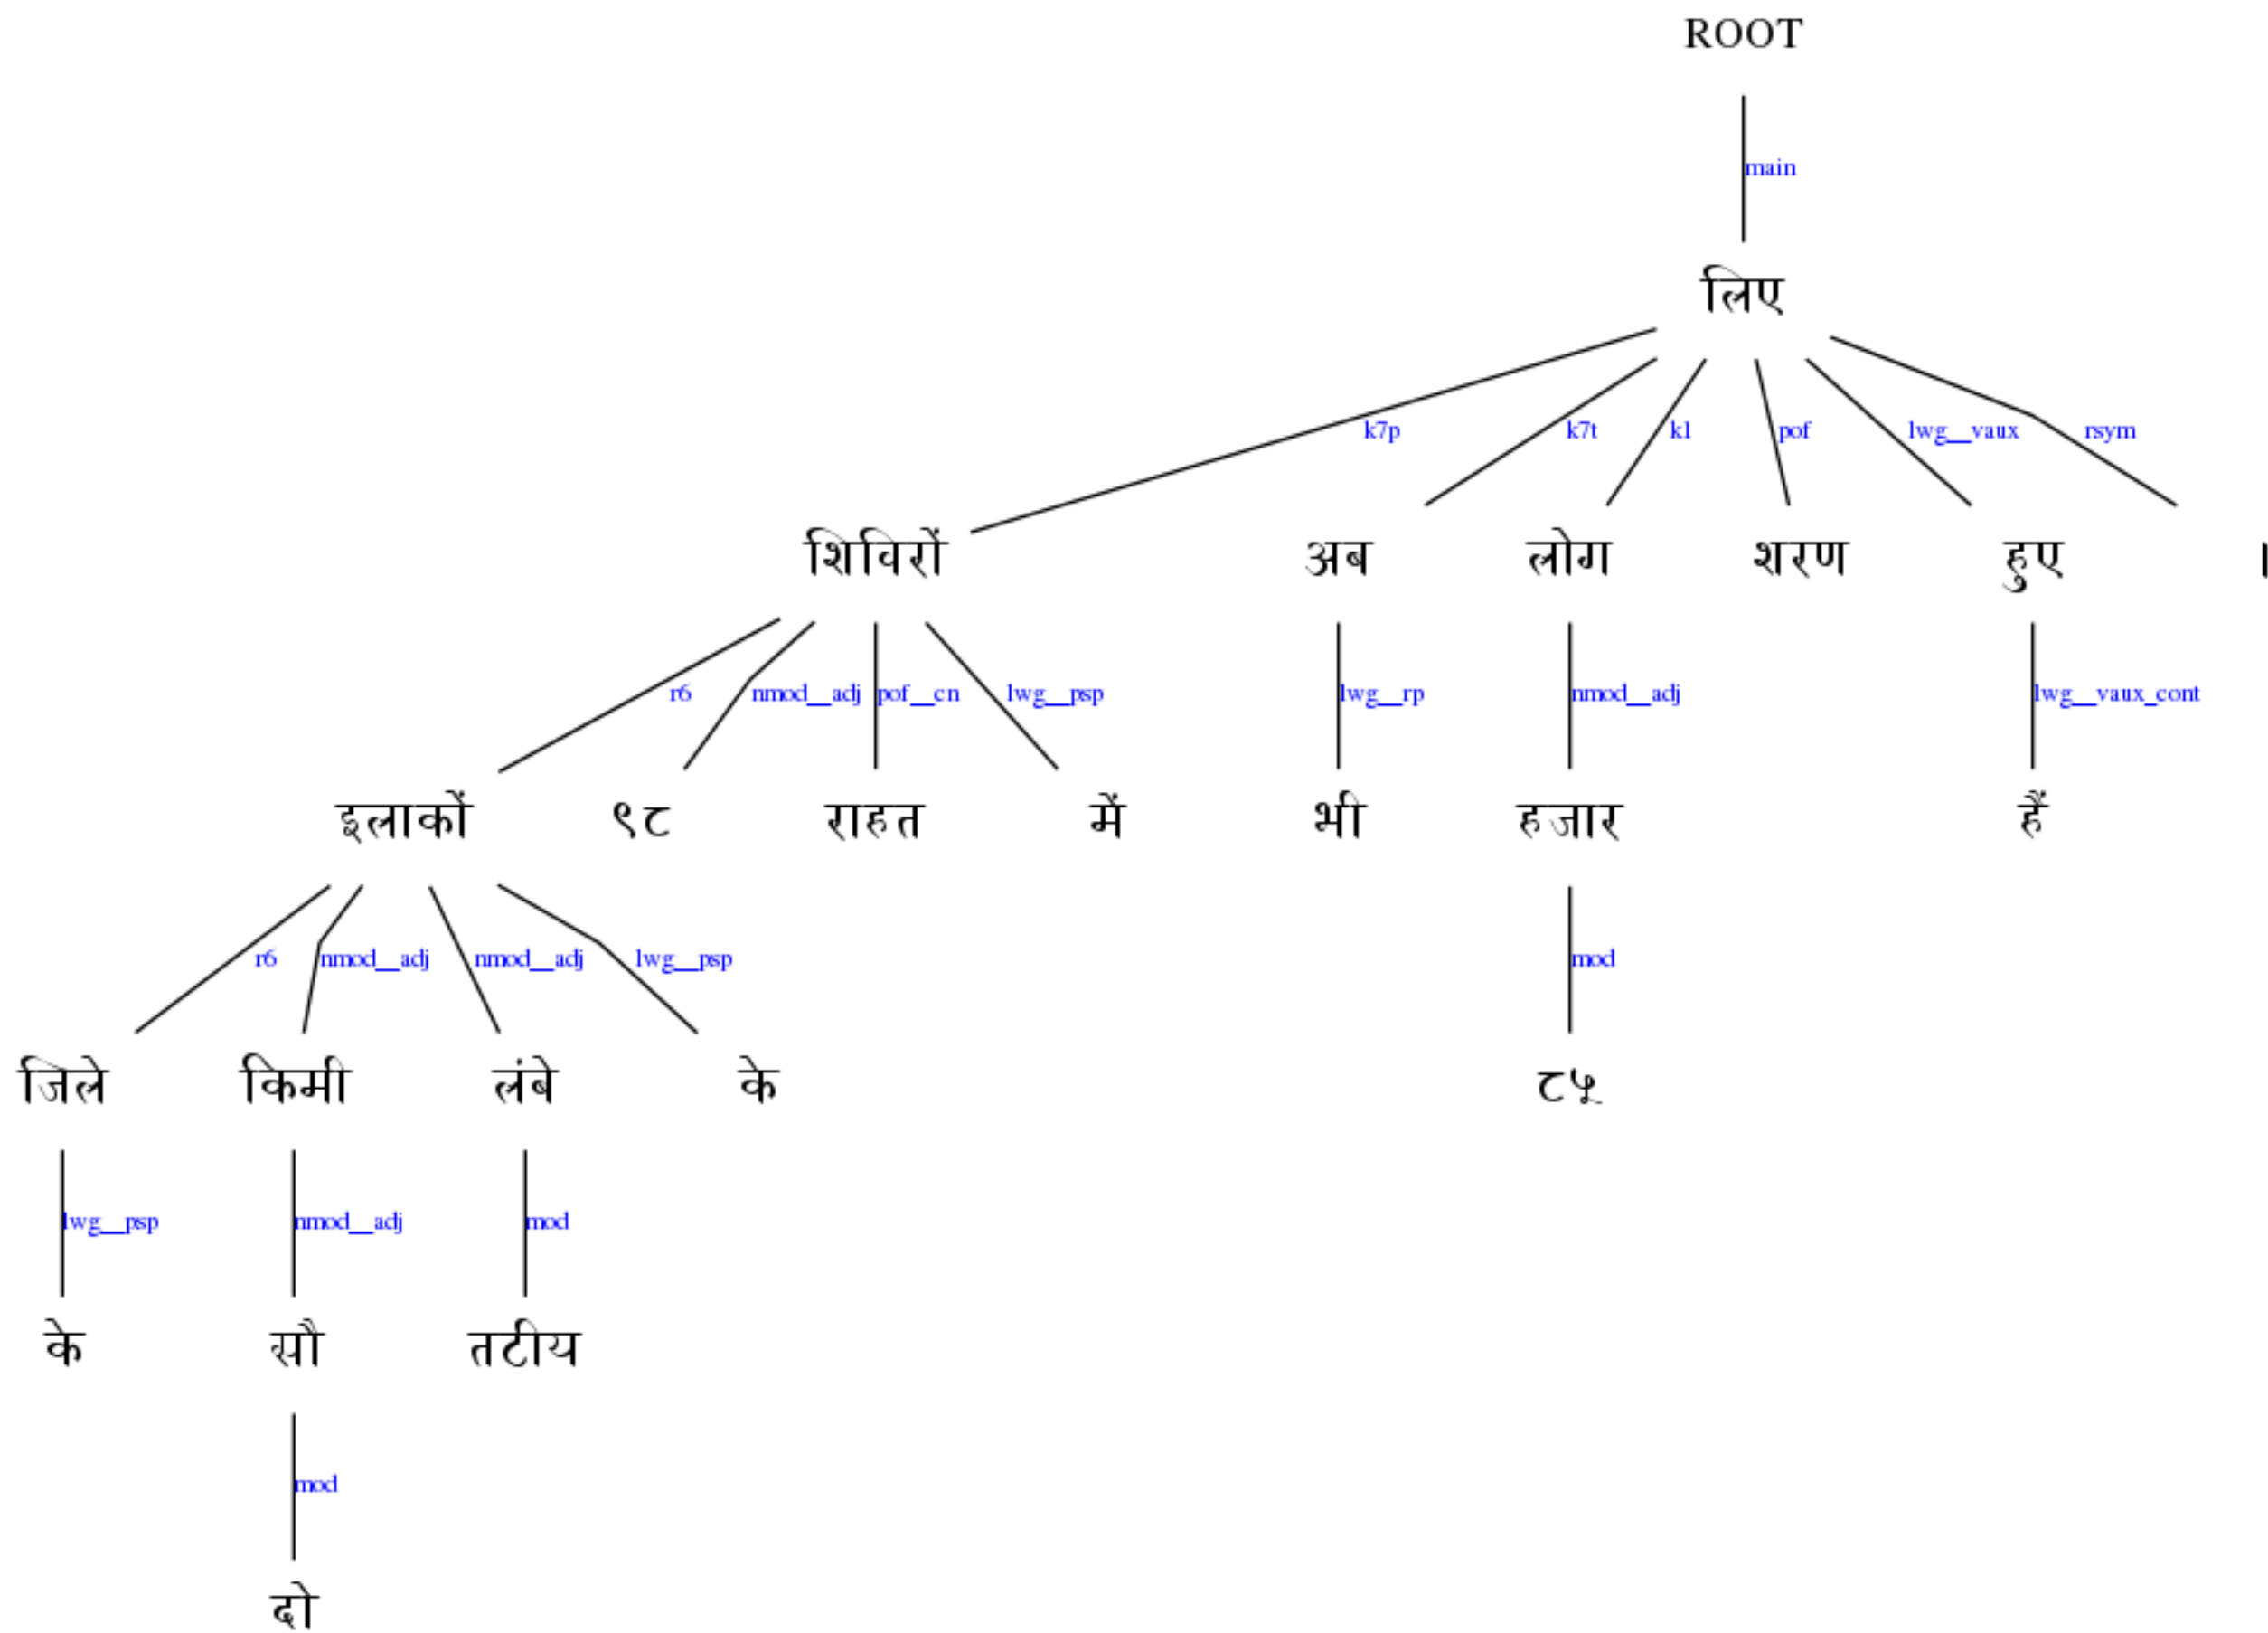 ROOT
main
लिए
k7p k7t k1 pof lwg__vaux rsym
शिविरों अब लोग शरण हुए ।
r6 nmod__adj pof__cn lwg__psp lwg__rp nmod__adj lwg__vaux_cont
इलाकों ९८ राहत में भी हजार हैं
r6 nmod__adj nmod__adj lwg__psp mod
जिले किमी लंबे के ८५
lwg__psp nmod__adj mod
के सौ तटीय
mod
दो